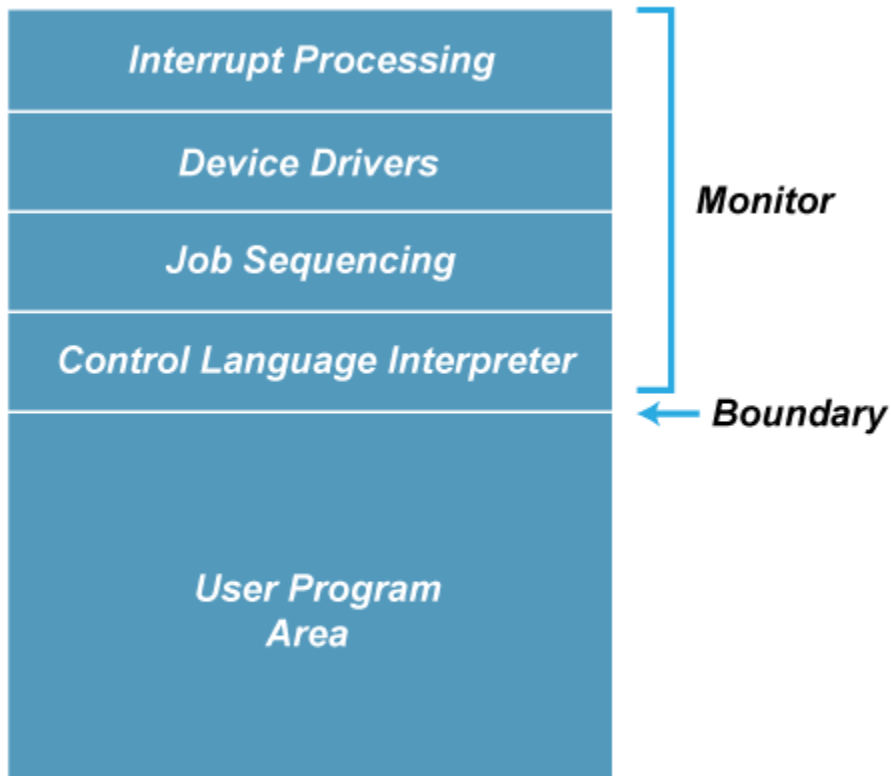 Interrupt Processing
Device Drivers
Monitor
Job Sequencing
Control Language Interpreter
Boundary
User Program
Area